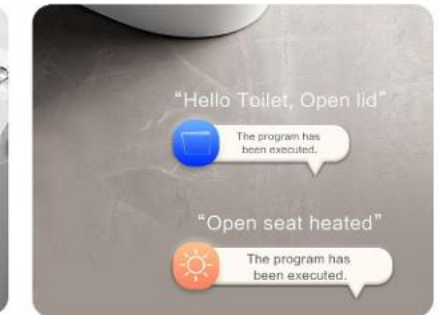 “Hello Toilet, Open lid”
The program has
been executed.
“Open seat heated”
The program has
been executed.